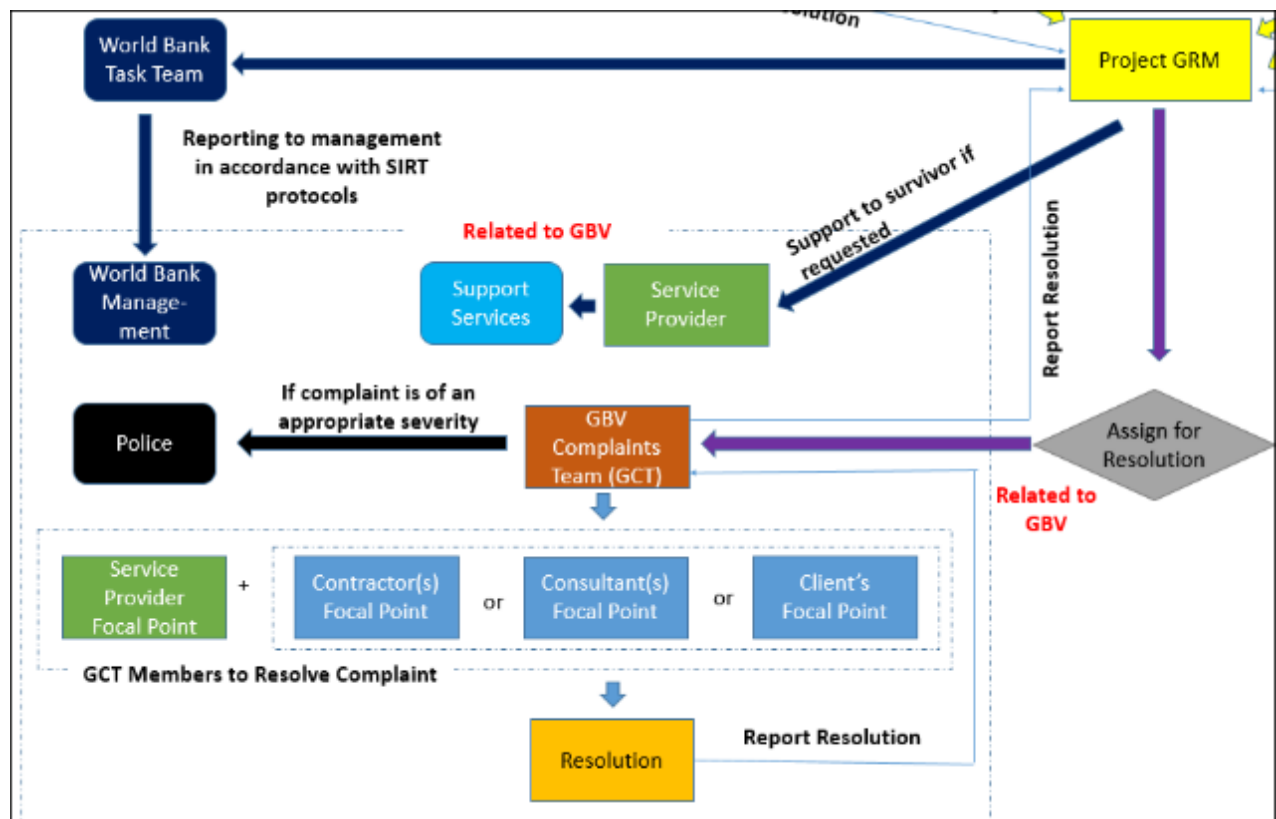 World Bank
Task Team
Project GRM
Reporting to management
in accordance with SIRT
protocols
Support to survivor if
requested
Report Resolution
Related to GBV
World Bank
Manage-
ment
Support
Services
Service
Provider
If complaint is of an
appropriate severity
Police
GBV
Complaints
Team (GCT)
Assign for
Resolution
Related to
GBV
Service
Provider
Focal Point
+
Contractor(s)
Focal Point
or
Consultant(s)
Focal Point
or
Client's
Focal Point
GCT Members to Resolve Complaint
Resolution
Report Resolution